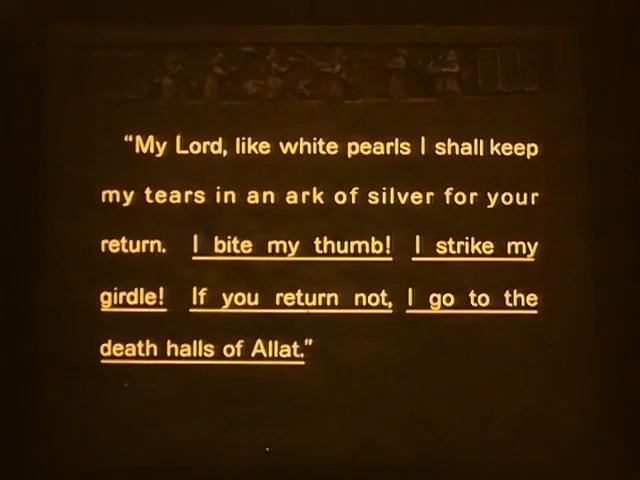 “My Lord, like white pearls I shall keep
my tears in an ark of silver for your
return. I bite my thumb! I strike my
girdle! If you return not, I go to the
death halls of Allat.”